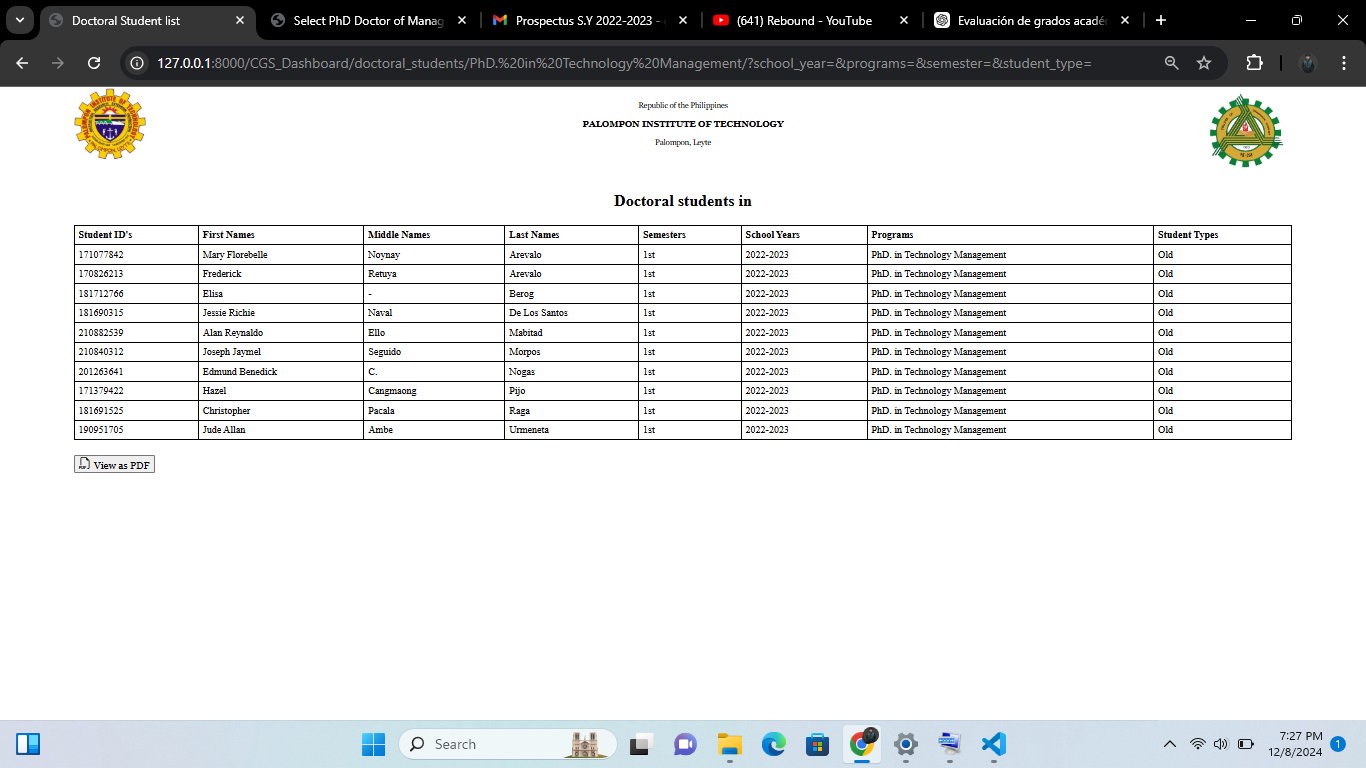 Doctoral Student list
Select PhD Doctor of Manag
Prospectus S.Y 2022-2023 -
(641) Rebound - YouTube
Evaluación de grados acadé
127.0.0.1:8000/CGS_Dashboard/doctoral_students/PhD.%20in%20Technology%20Management/?school_year=&programs=&semester=&student_type=
Republic of the Philippines
PALOMPON INSTITUTE OF TECHNOLOGY
Palompon, Leyte
Doctoral students in
Student ID's First Names Middle Names Last Names Semesters School Years Programs Student Types
171077842 Mary Florebelle Noynay Arevalo 1st 2022-2023 PhD. in Technology Management Old
170826213 Frederick Retuya Arevalo 1st 2022-2023 PhD. in Technology Management Old
181712766 Elisa - Berog 1st 2022-2023 PhD. in Technology Management Old
181690315 Jessie Richie Naval De Los Santos 1st 2022-2023 PhD. in Technology Management Old
210882539 Alan Reynaldo Ello Mabitad 1st 2022-2023 PhD. in Technology Management Old
210840312 Joseph Jaymel Seguido Morpos 1st 2022-2023 PhD. in Technology Management Old
201263641 Edmund Benedick C. Nogas 1st 2022-2023 PhD. in Technology Management Old
171379422 Hazel Cangmaong Pijo 1st 2022-2023 PhD. in Technology Management Old
181691525 Christopher Pacala Raga 1st 2022-2023 PhD. in Technology Management Old
190951705 Jude Allan Ambe Urmeneta 1st 2022-2023 PhD. in Technology Management Old
View as PDF
Search
7:27 PM
12/8/2024
1